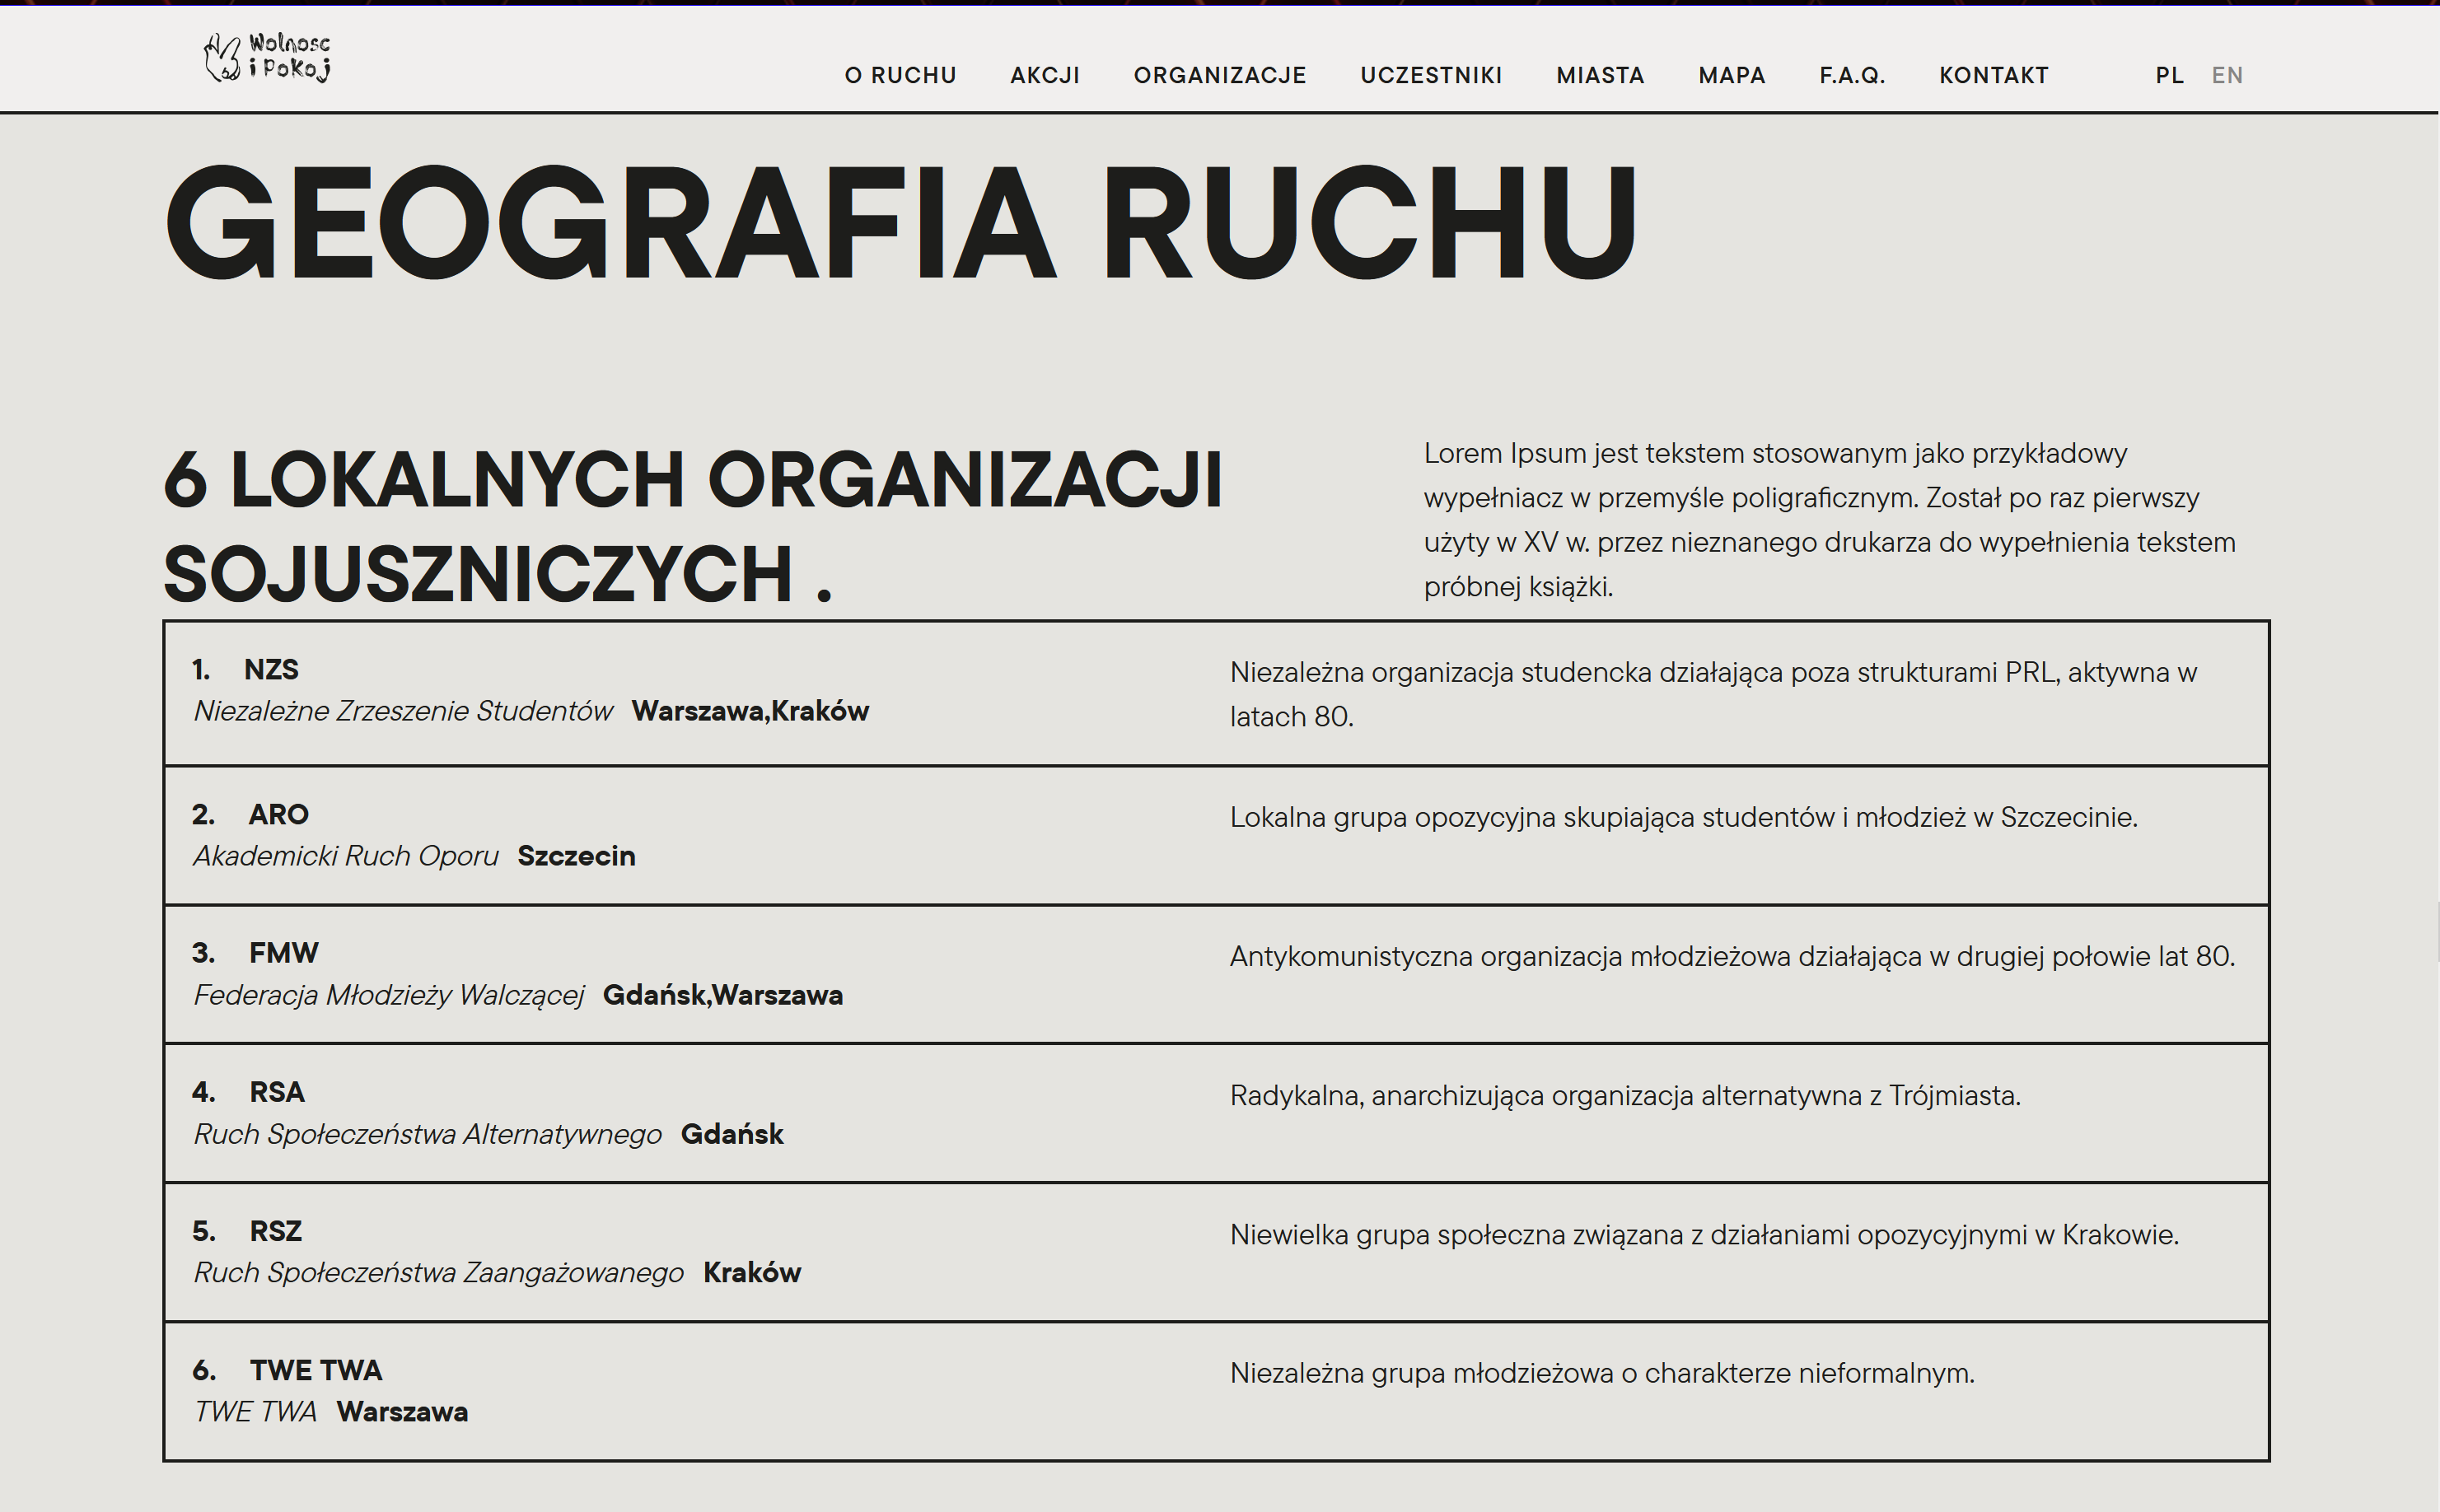 Wolnosc
i Pokoj
O RUCHU AKCJI ORGANIZACJE UCZESTNIKI MIASTA MAPA F.A.Q. KONTAKT PL EN
GEOGRAFIA RUCHU
6 LOKALNYCH ORGANIZACJI
SOJUSZNICZYCH .
Lorem Ipsum jest tekstem stosowanym jako przykładowy
wypełniacz w przemyśle poligraficznym. Został po raz pierwszy
użyty w XV w. przez nieznanego drukarza do wypełnienia tekstem
próbnej książki.
1. NZS
Niezależne Zrzeszenie Studentów Warszawa,Kraków
Niezależna organizacja studencka działająca poza strukturami PRL, aktywna w
latach 80.
2. ARO
Akademicki Ruch Oporu Szczecin
Lokalna grupa opozycyjna skupiająca studentów i młodzież w Szczecinie.
3. FMW
Federacja Młodzieży Walczącej Gdańsk,Warszawa
Antykomunistyczna organizacja młodzieżowa działająca w drugiej połowie lat 80.
4. RSA
Ruch Społeczeństwa Alternatywnego Gdańsk
Radykalna, anarchizująca organizacja alternatywna z Trójmiasta.
5. RSZ
Ruch Społeczeństwa Zaangażowanego Kraków
Niewielka grupa społeczna związana z działaniami opozycyjnymi w Krakowie.
6. TWE TWA
TWE TWA Warszawa
Niezależna grupa młodzieżowa o charakterze nieformalnym.